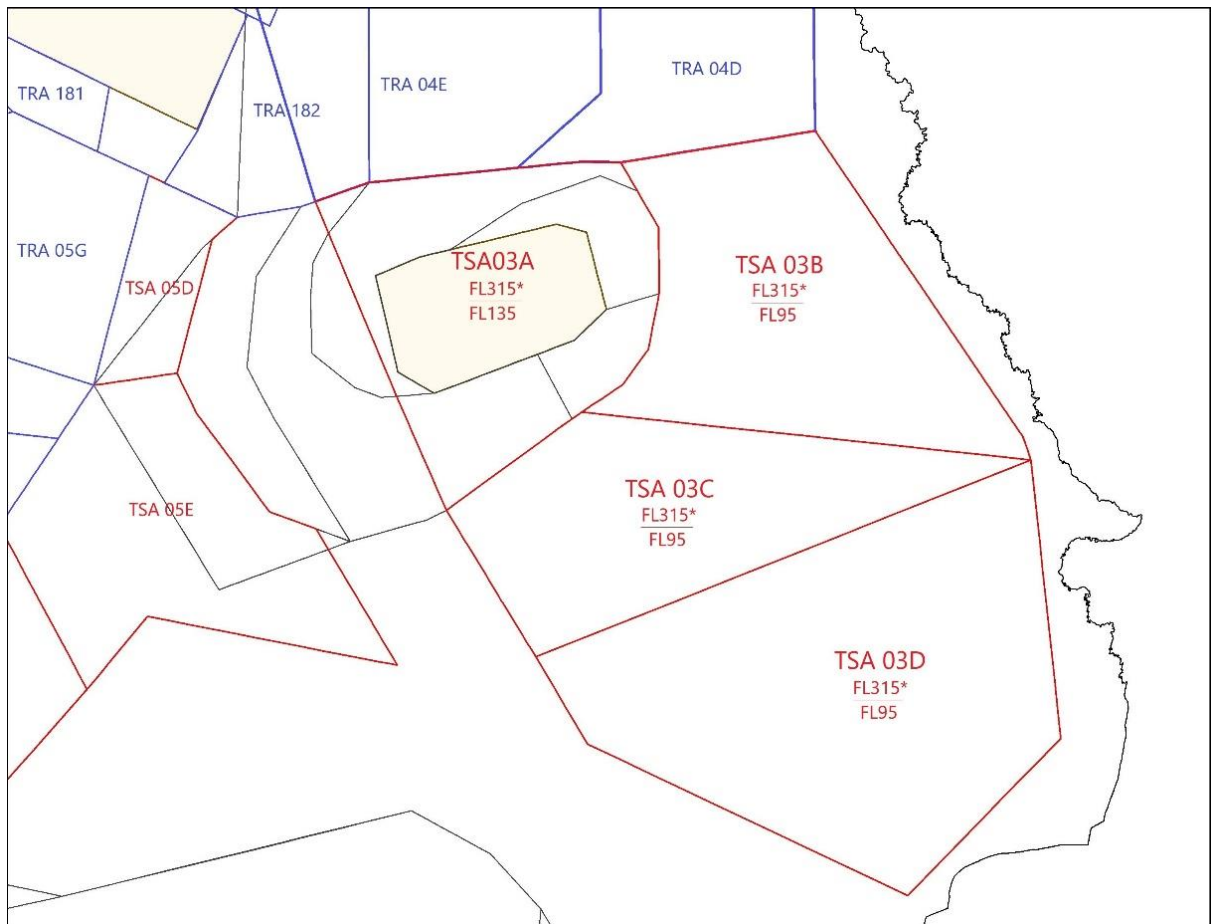 TRA 181
TRA 182
TRA 04E
TRA 04D
TRA 05G
TSA 05D
TSA03A
FL315*
FL135
TSA 03B
FL315*
FL95
TSA 05E
TSA 03C
FL315*
FL95
TSA 03D
FL315*
FL95